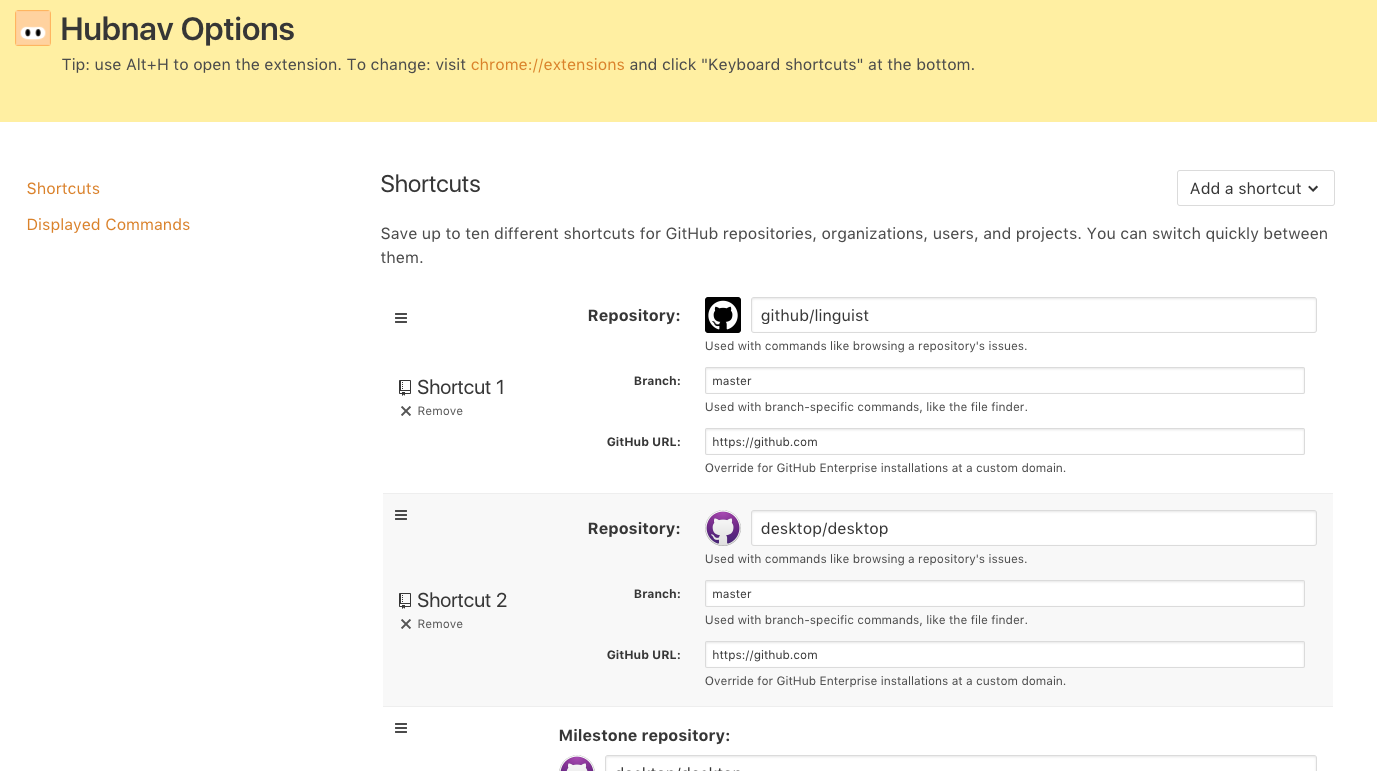 Hubnav Options
Tip: use Alt+H to open the extension. To change: visit chrome://extensions and click "Keyboard shortcuts" at the bottom.
Shortcuts
Displayed Commands
Shortcuts
Add a shortcut
Save up to ten different shortcuts for GitHub repositories, organizations, users, and projects. You can switch quickly between
them.
Repository:
github/linguist
Used with commands like browsing a repository's issues.
Shortcut 1
Remove
Branch:
master
Used with branch-specific commands, like the file finder.
GitHub URL:
https://github.com
Override for GitHub Enterprise installations at a custom domain.
Repository:
desktop/desktop
Used with commands like browsing a repository's issues.
Shortcut 2
Remove
Branch:
master
Used with branch-specific commands, like the file finder.
GitHub URL:
https://github.com
Override for GitHub Enterprise installations at a custom domain.
Milestone repository:
desktop/desktop